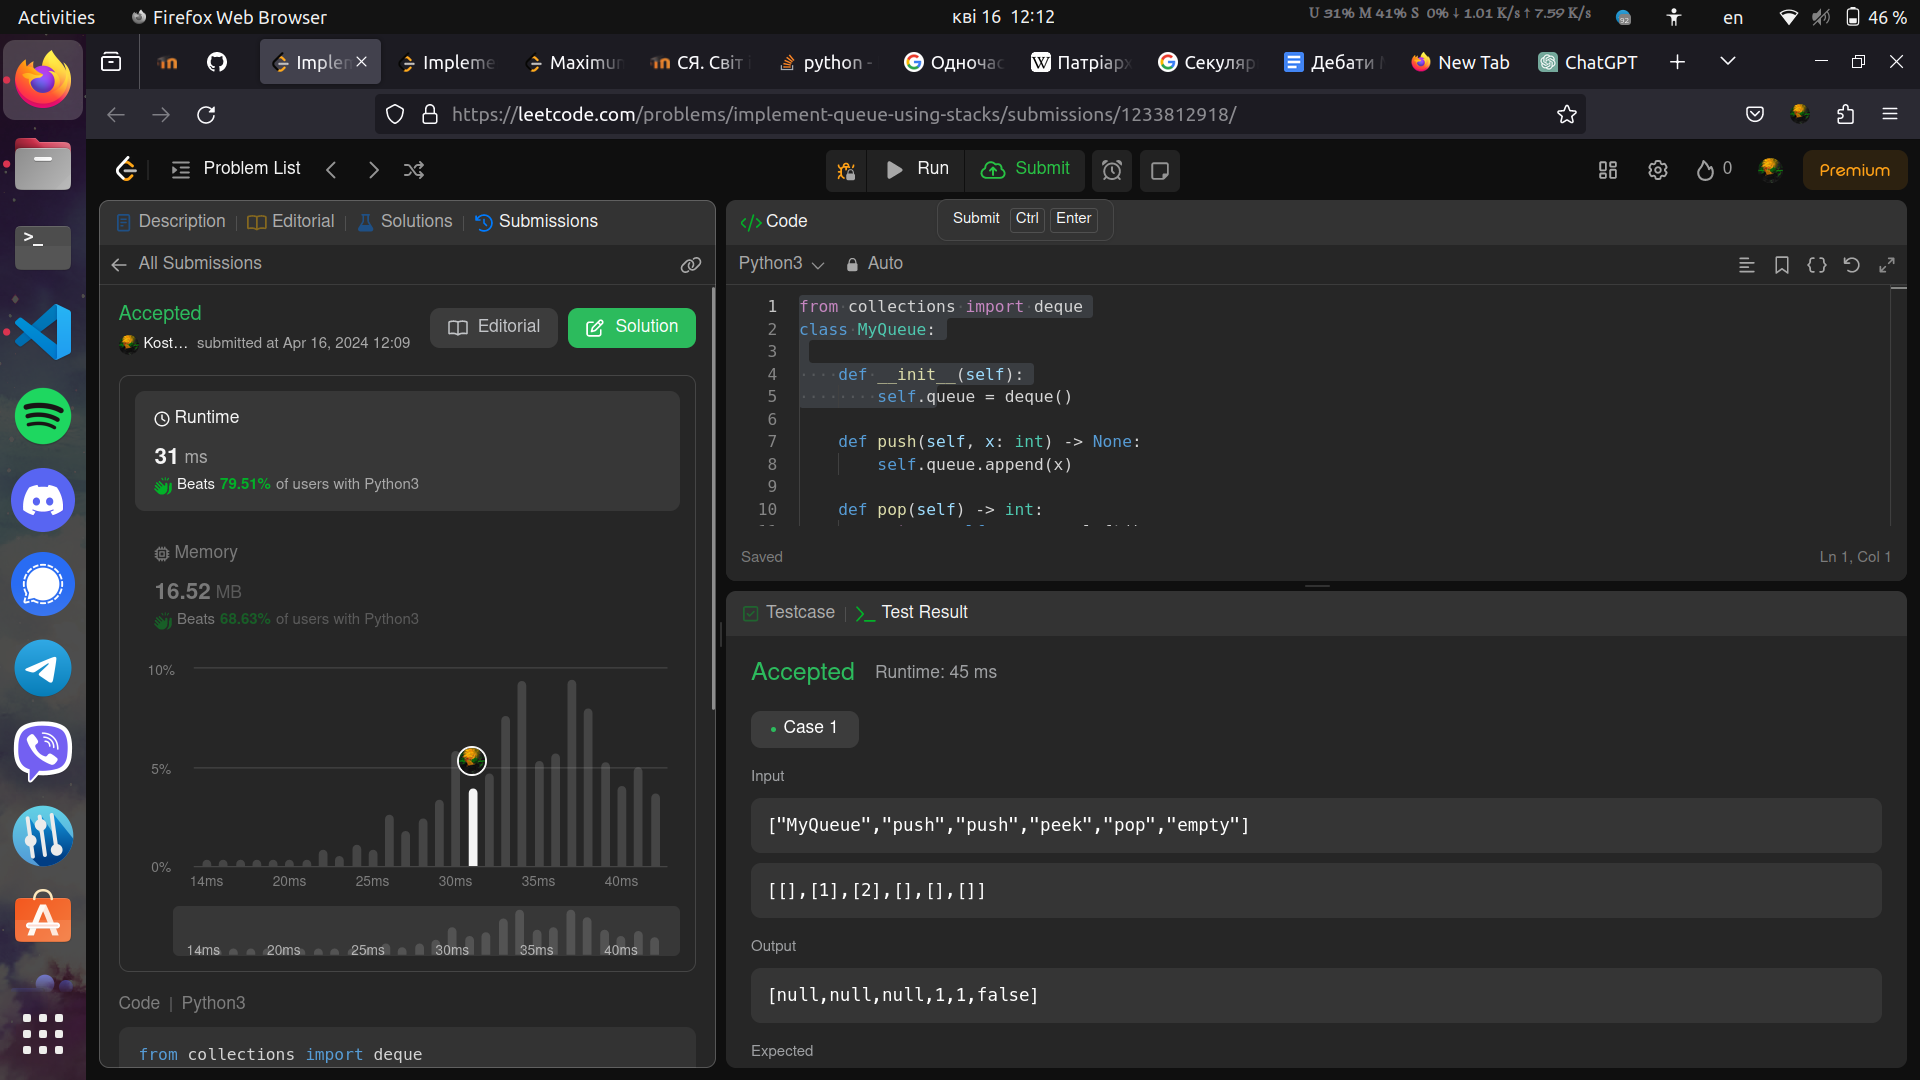 Activities
Firefox Web Browser
кві 16 12:12
U 31% M 41% S 0% ↓ 1.01 K/s ↑ 7.59 K/s
92
en
46 %
Implen
Impleme
Maximun
СЯ. Світ
python -
Одночас
Патріарх
Секуляр
Дебати
New Tab
ChatGPT
https://leetcode.com/problems/implement-queue-using-stacks/submissions/1233812918/
Problem List
Run
Submit
0
Premium
Description
Editorial
Solutions
Submissions
All Submissions
Accepted
Kost... submitted at Apr 16, 2024 12:09
Editorial
Solution
Runtime
31 ms
Beats 79.51% of users with Python3
Memory
16.52 MB
Beats 68.63% of users with Python3
10%
5%
0%
14ms 20ms 25ms 30ms 35ms 40ms
14ms 20ms 25ms 30ms 35ms 40ms
Code | Python3
from collections import deque
</> Code
Submit Ctrl Enter
Python3
Auto
1 from collections import deque
2 class MyQueue:
3
4 def __init__(self):
5 self.queue = deque()
6
7 def push(self, x: int) -> None:
8 self.queue.append(x)
9
10 def pop(self) -> int:
Saved
Ln 1, Col 1
Testcase
>_ Test Result
Accepted
Runtime: 45 ms
Case 1
Input
["MyQueue","push","push","peek","pop","empty"]
[[],[1],[2],[],[],[]]
Output
[null,null,null,1,1,false]
Expected